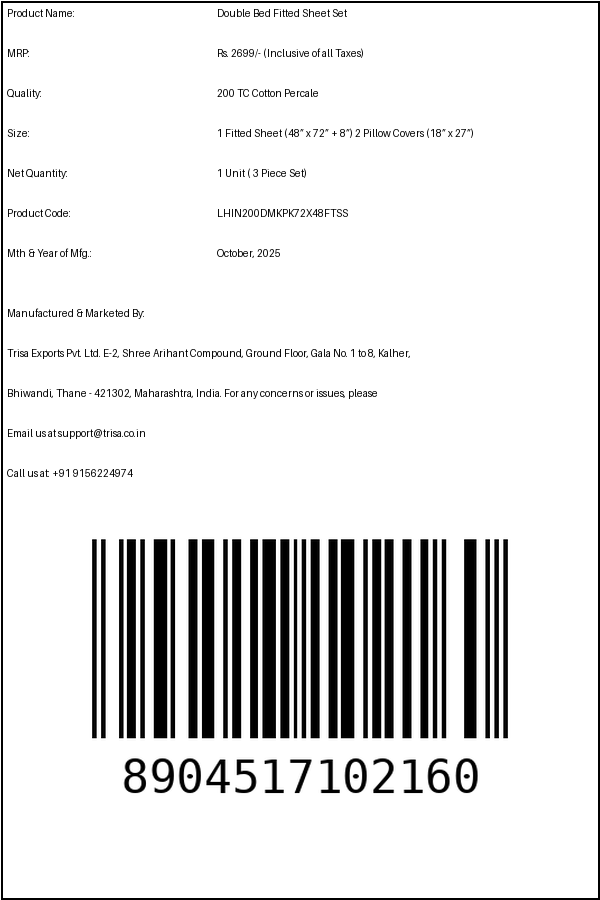 Product Name: Double Bed Fitted Sheet Set
MRP: Rs. 2699/- (Inclusive of all Taxes)
Quality: 200 TC Cotton Percale
Size: 1 Fitted Sheet (48” x 72” + 8”) 2 Pillow Covers (18” x 27”)
Net Quantity: 1 Unit ( 3 Piece Set)
Product Code: LHIN200DMKPK72X48FTSS
Mth & Year of Mfg.: October, 2025
Manufactured & Marketed By:
Trisa Exports Pvt. Ltd. E-2, Shree Arihant Compound, Ground Floor, Gala No. 1 to 8, Kalher,
Bhiwandi, Thane - 421302, Maharashtra, India. For any concerns or issues, please
Email us at support@trisa.co.in
Call us at: +91 9156224974
8904517102160